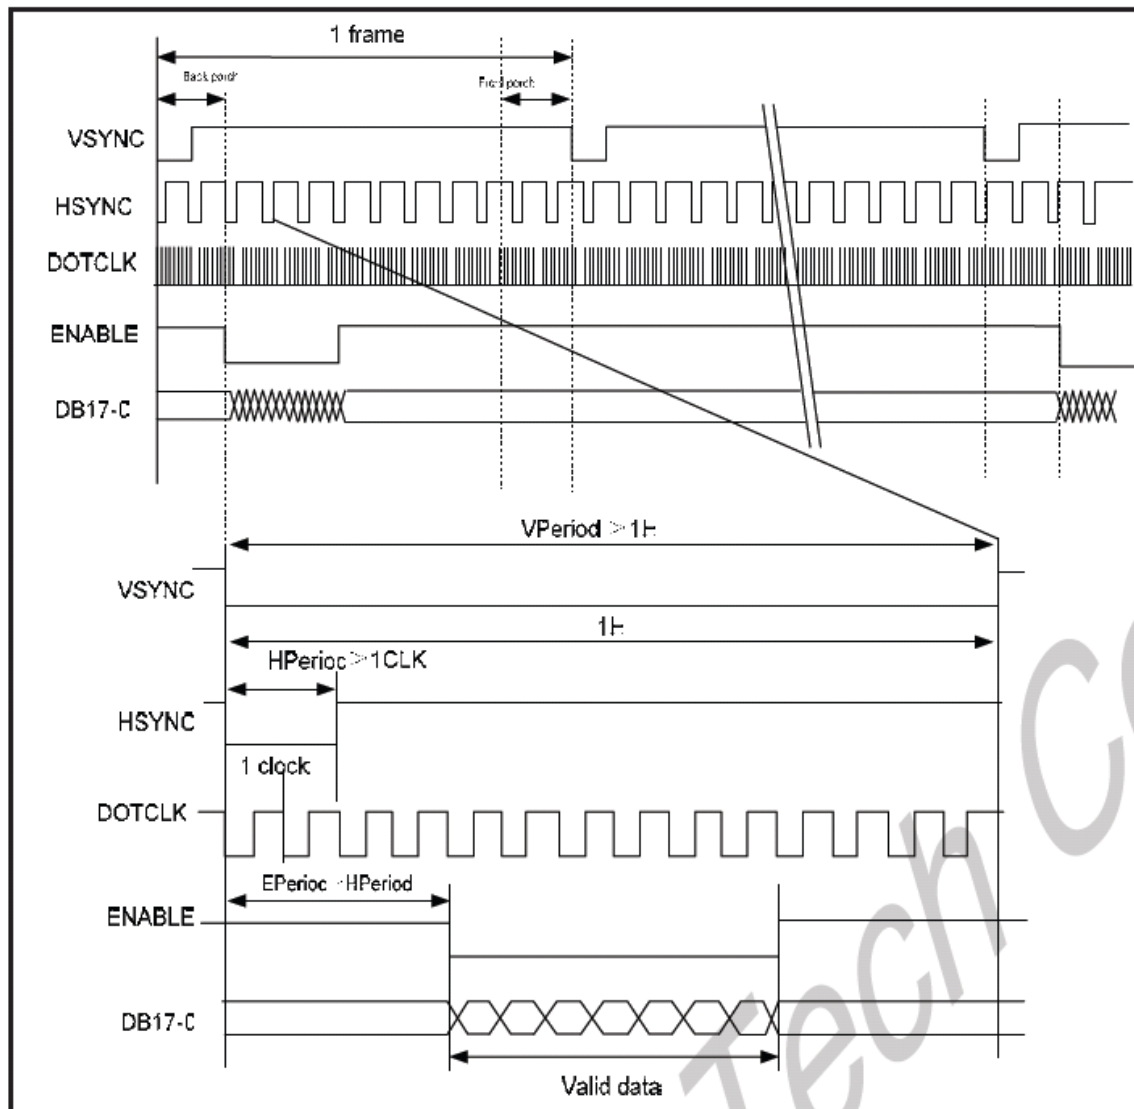 1 frame
Back porch
Front porch
VSYNC
HSYNC
DOTCLK
ENABLE
DB17-0
VPeriod > 1H
VSYNC
1H
HPeriod > 1CLK
HSYNC
1 clock
DOTCLK
EPeriod HPeriod
ENABLE
DB17-0
Valid data
Tech